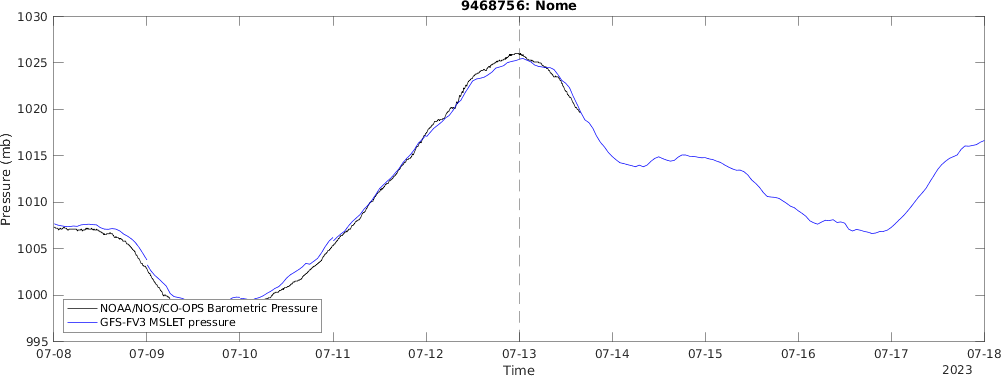 9468756: Nome
1030
1025
1020
1015
1010
1005
1000
995
Pressure (mb)
NOAA/NOS/CO-OPS Barometric Pressure
GFS-FV3 MSLET pressure
07-08 07-09 07-10 07-11 07-12 07-13 07-14 07-15 07-16 07-17 07-18
Time
2023